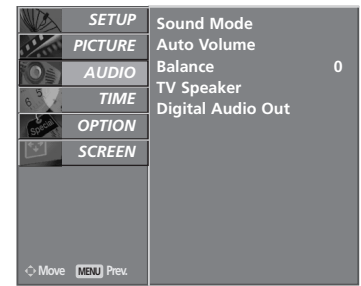 SETUP
PICTURE
AUDIO
TIME
OPTION
SCREEN
Move MENU Prev.
Sound Mode
Auto Volume
Balance 0
TV Speaker
Digital Audio Out
Special